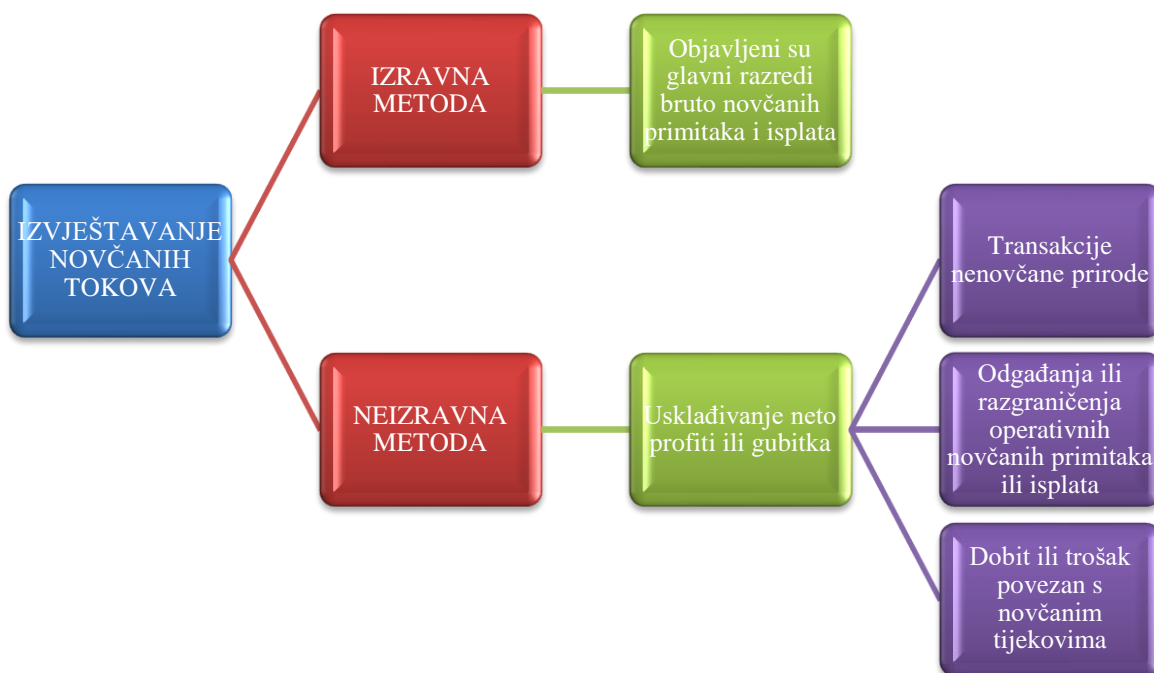 IZRAVNA
METODA
Objavljeni su
glavni razredi
bruto novčanih
primitaka i isplata
IZVJEŠTAVANJE
NOVČANIH
TOKOVA
Transakcije
nenovčane prirode
NEIZRAVNA
METODA
Usklađivanje neto
profiti ili gubitka
Odgađanja ili
razgraničenja
operativnih
novčanih primitaka
ili isplata
Dobit ili trošak
povezan s
novčanim
tijekovima